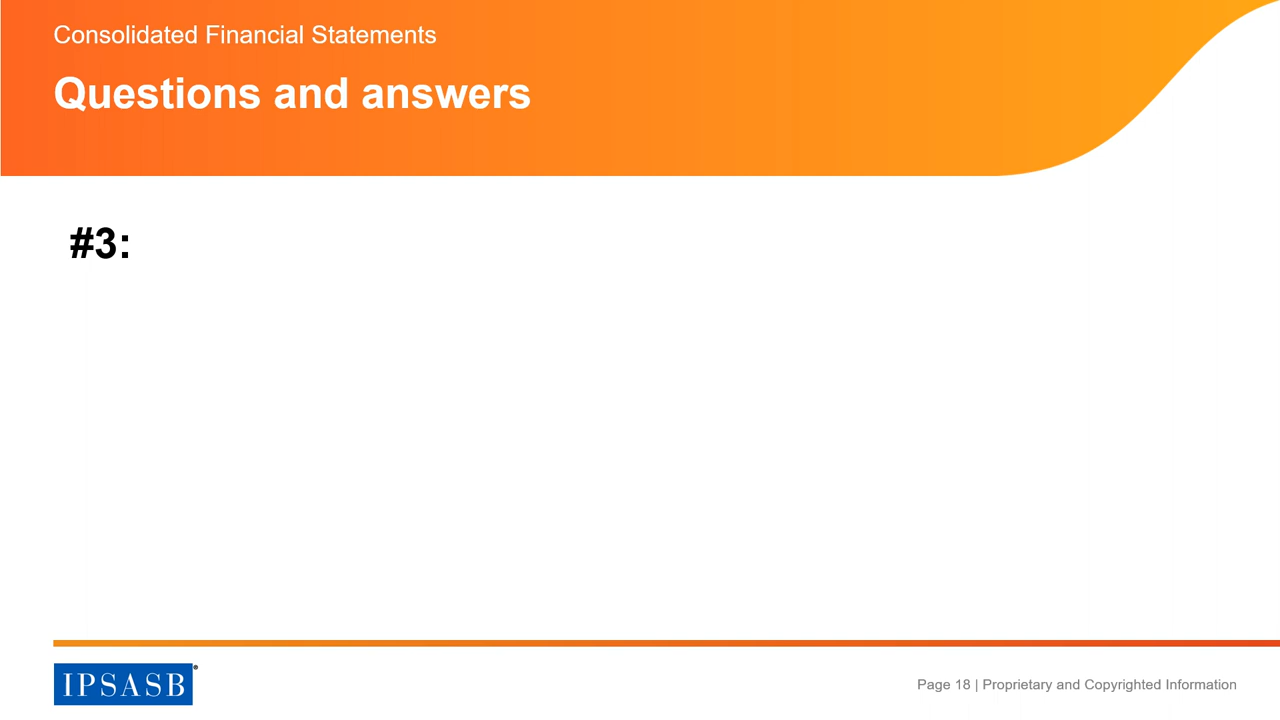 Consolidated Financial Statements
Questions and answers
#3:
IPSASB®
Page 18 | Proprietary and Copyrighted Information